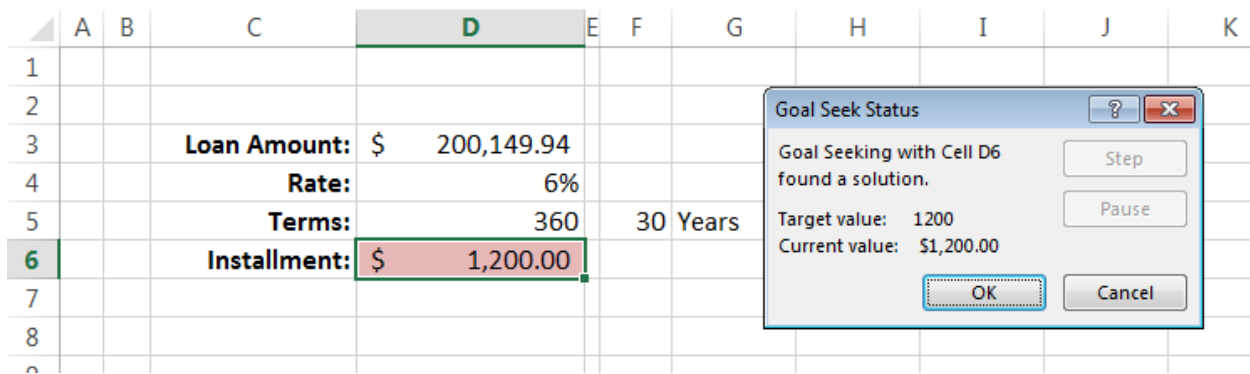 A B C D E F G H I J K
1
2
3 Loan Amount: $ 200,149.94
4 Rate: 6%
5 Terms: 360 30 Years
6 Installment: $ 1,200.00
7
8
Goal Seek Status ?
Goal Seeking with Cell D6
found a solution.
Step
Target value: 1200
Pause
Current value: $1,200.00
OK Cancel